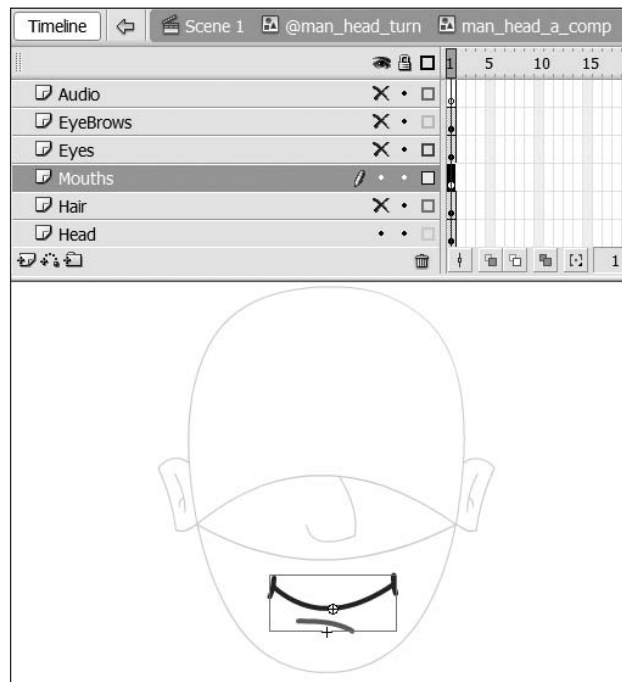 Timeline Scene 1 @man_head_turn man_head_a_comp
1 5 10 15
Audio
EyeBrows
Eyes
Mouths
Hair
Head
1